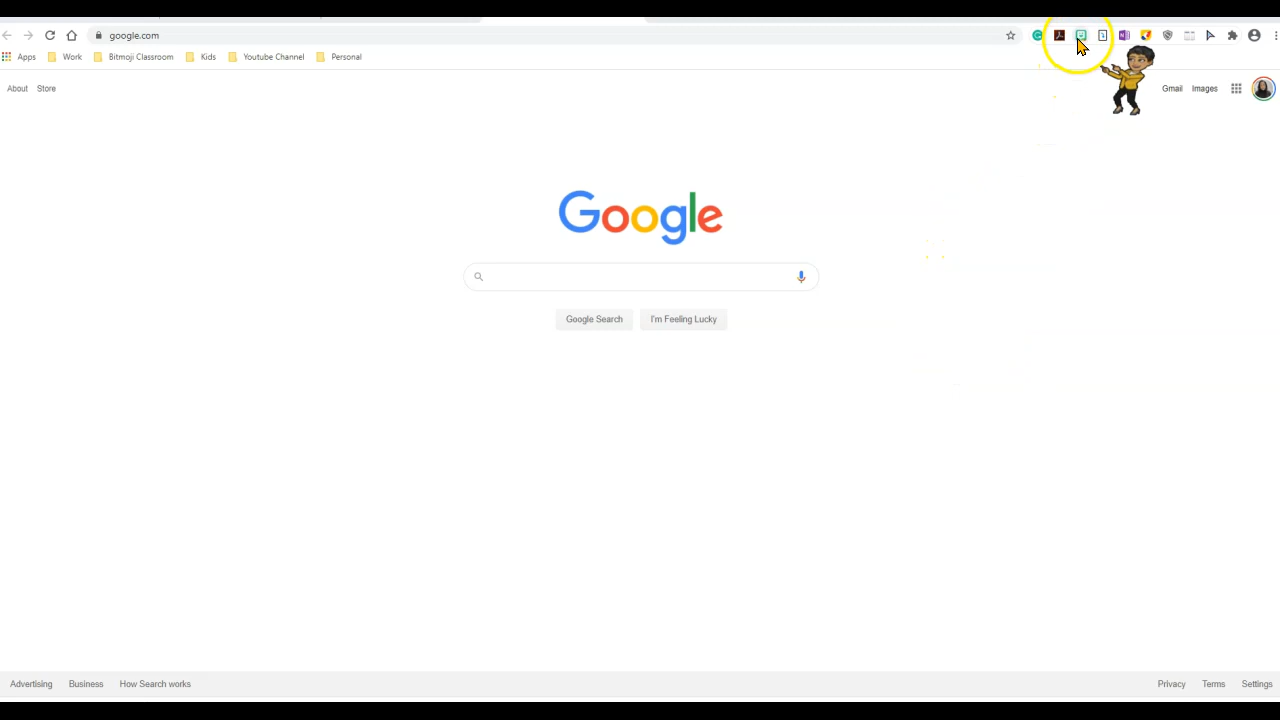 google.com
Apps Work Bitmoji Classroom Kids Youtube Channel Personal
About Store Gmail Images
Google
Google Search I'm Feeling Lucky
Advertising Business How Search works Privacy Terms Settings